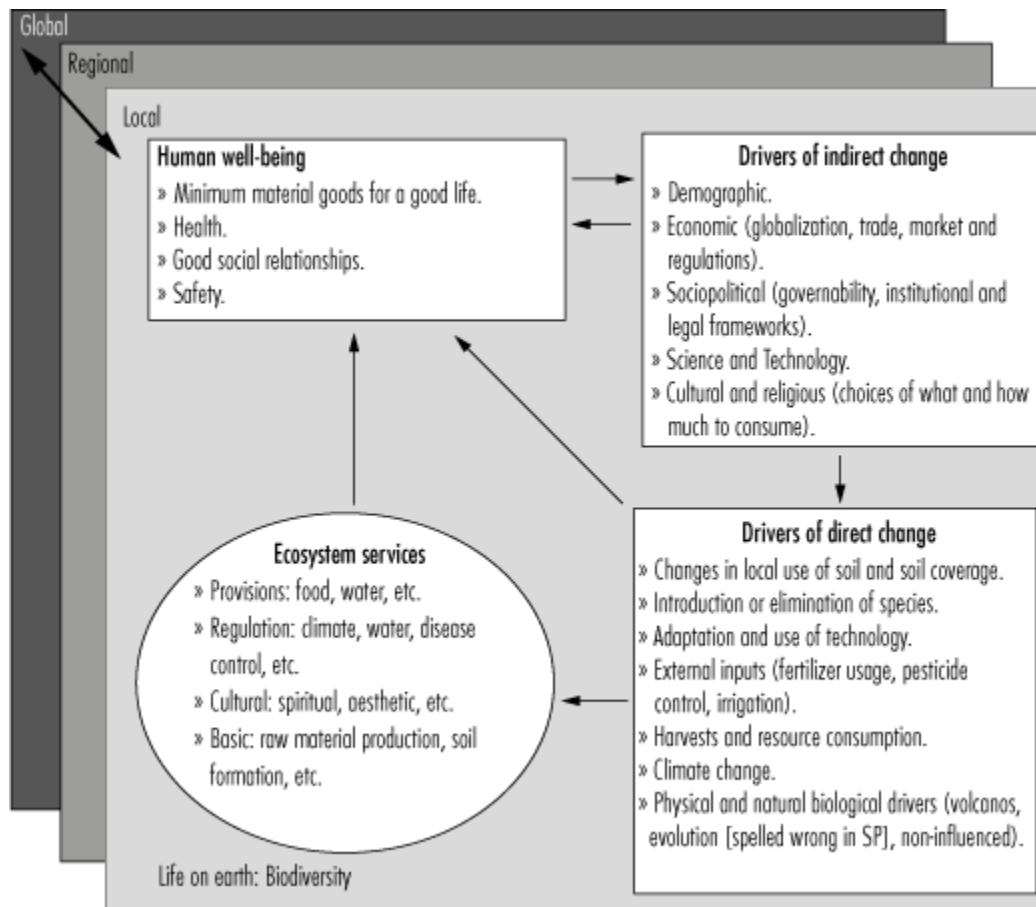 Global
Regional
Local
Human well-being
» Minimum material goods for a good life.
» Health.
» Good social relationships.
» Safety.
Drivers of indirect change
» Demographic.
» Economic (globalization, trade, market and
regulations).
» Sociopolitical (governability, institutional and
legal frameworks).
» Science and Technology.
» Cultural and religious (choices of what and how
much to consume).
Ecosystem services
» Provisions: food, water, etc.
» Regulation: climate, water, disease
control, etc.
» Cultural: spiritual, aesthetic, etc.
» Basic: raw material production, soil
formation, etc.
Drivers of direct change
» Changes in local use of soil and soil coverage.
» Introduction or elimination of species.
» Adaptation and use of technology.
» External inputs (fertilizer usage, pesticide
control, irrigation).
» Harvests and resource consumption.
» Climate change.
» Physical and natural biological drivers (volcanos,
evolution [spelled wrong in SP], non-influenced).
Life on earth: Biodiversity